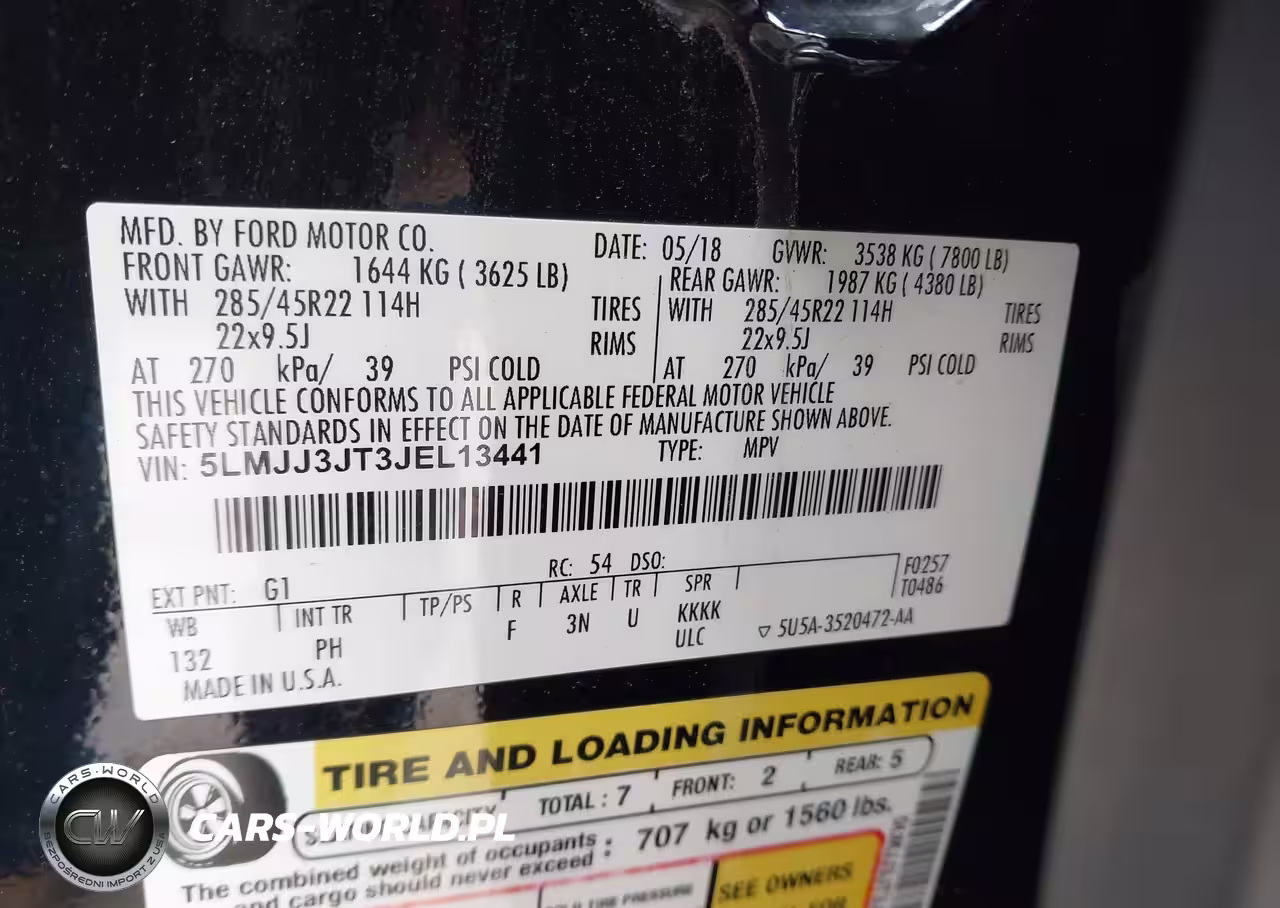 MFD. BY FORD MOTOR CO. DATE: 05/18 GVWR: 3538 KG ( 7800 LB)
FRONT GAWR: 1644 KG ( 3625 LB) REAR GAWR: 1987 KG ( 4380 LB)
WITH 285/45R22 114H TIRES WITH 285/45R22 114H TIRES
22x9.5J RIMS 22x9.5J RIMS
AT 270 kPa/ 39 PSI COLD AT 270 kPa/ 39 PSI COLD
THIS VEHICLE CONFORMS TO ALL APPLICABLE FEDERAL MOTOR VEHICLE
SAFETY STANDARDS IN EFFECT ON THE DATE OF MANUFACTURE SHOWN ABOVE.
VIN: 5LMJJ3JT3JEL13441 TYPE: MPV
EXT PNT: G1 RC: 54 DSO: F0257
T0486
WB INT TR TP/PS R AXLE TR SPR
132 PH F 3N U KKKK
ULC ▽ 5U5A-3520472-AA
MADE IN U.S.A.
TIRE AND LOADING INFORMATION
TOTAL : 7 FRONT: 2 REAR: 5
The combined weight of occupants : 707 kg or 1560 lbs.
and cargo should never exceed
SEE OWNERS
CARS-WORLD.PL
CARS-WORLD
CW
BEZPOŚREDNI IMPORT Z USA